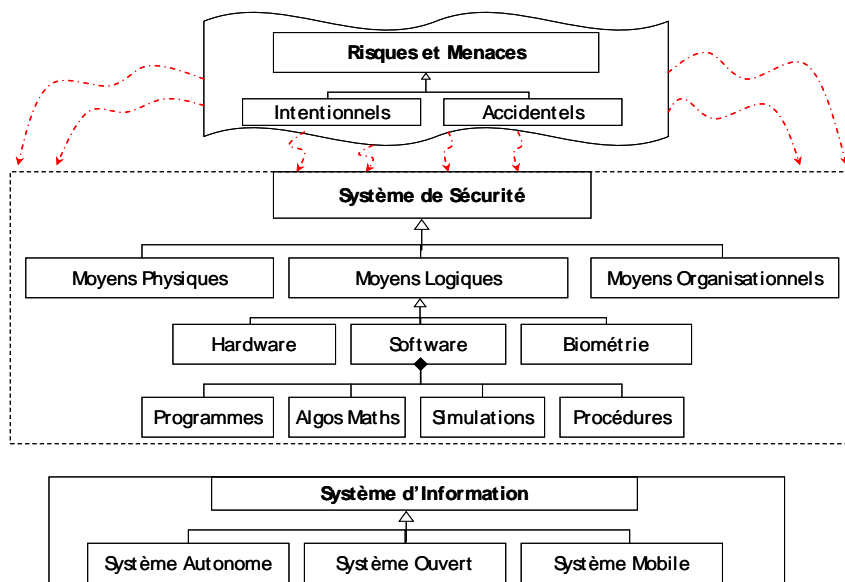 Risques et Menaces
Intentionnels
Accidentels
Système de Sécurité
Moyens Physiques
Moyens Logiques
Moyens Organisationnels
Hardware
Software
Biométrie
Programmes
Algos Maths
Simulations
Procédures
Système d'Information
Système Autonome
Système Ouvert
Système Mobile